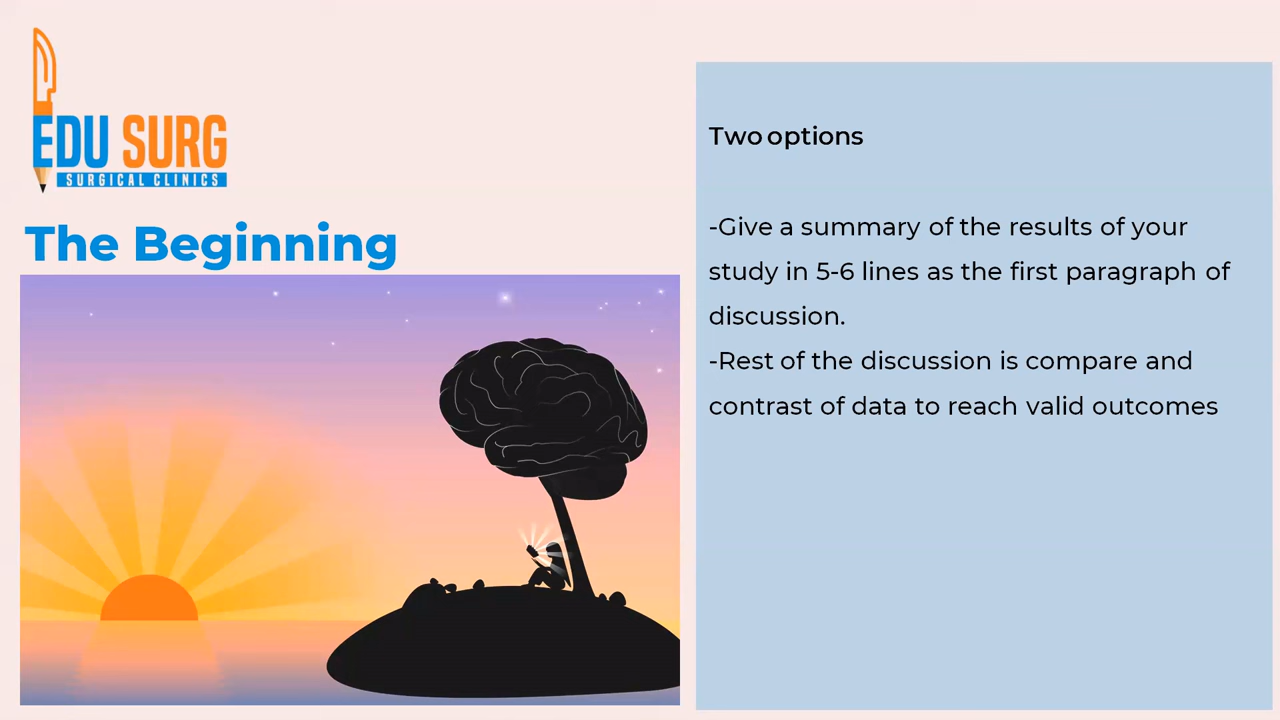 EDU SURG
SURGICAL CLINICS
The Beginning
Two options
-Give a summary of the results of your
study in 5-6 lines as the first paragraph of
discussion.
-Rest of the discussion is compare and
contrast of data to reach valid outcomes